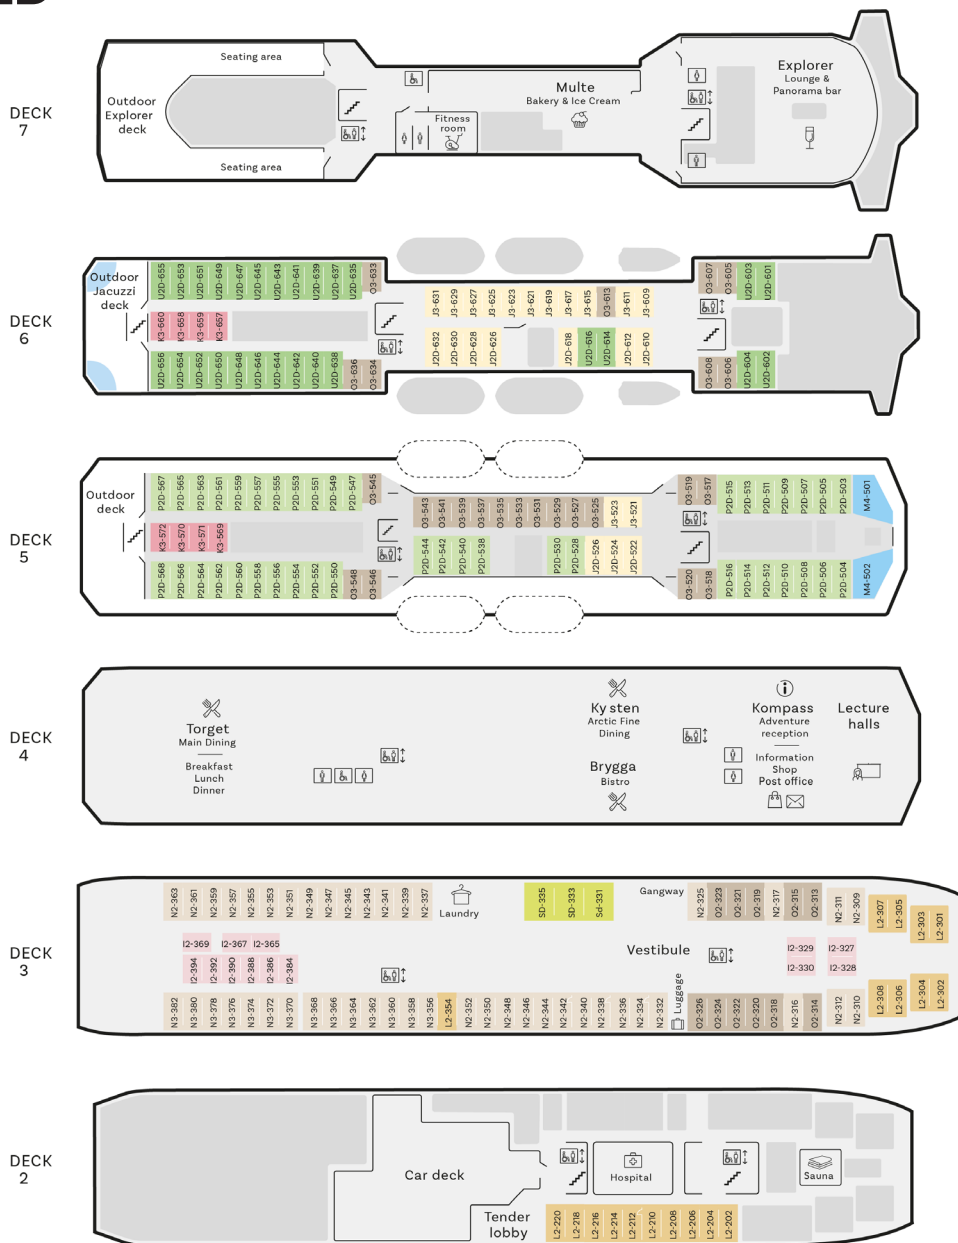 DECK
7
Seating area
Outdoor
Explorer
deck
Seating area
Fitness
room
Multe
Bakery & Ice Cream
Explorer
Lounge &
Panorama bar
DECK
6
Outdoor
Jacuzzi
deck
U2D-655 U2D-653 U2D-651 U2D-649 U2D-647 U2D-645 U2D-643 U2D-641 U2D-639 U2D-637 U2D-635 O3-633
K3-660 K3-658 K3-659 K3-657
U2D-656 U2D-654 U2D-652 U2D-650 U2D-648 U2D-646 U2D-644 U2D-642 U2D-640 U2D-638 O3-636 O3-634
J3-631 J3-629 J3-627 J3-625 J3-623 J3-621 J3-619 J3-617 J3-615 O3-613 J3-611 J3-609
J2D-632 J2D-630 J2D-628 J2D-626 J2D-618 U2D-616 U2D-614 J2D-612 J2D-610
O3-607 O3-605 U2D-603 U2D-601
O3-608 O3-606 U2D-604 U2D-602
DECK
5
Outdoor
deck
P2D-567 P2D-565 P2D-563 P2D-561 P2D-559 P2D-557 P2D-555 P2D-553 P2D-551 P2D-549 P2D-547 O3-545
K3-572 K3-570 K3-571 K3-569
P2D-568 P2D-566 P2D-564 P2D-562 P2D-560 P2D-558 P2D-556 P2D-554 P2D-552 P2D-550 O3-548 O3-546
O3-543 O3-541 O3-539 O3-537 O3-535 O3-533 O3-531 O3-529 O3-527 O3-525 J3-523 J3-521
P2D-544 P2D-542 P2D-540 P2D-538 P2D-530 P2D-528 J2D-526 J2D-524 J2D-522
O3-519 O3-517 P2D-515 P2D-513 P2D-511 P2D-509 P2D-507 P2D-505 P2D-503 M4-501
O3-520 O3-518 P2D-516 P2D-514 P2D-512 P2D-510 P2D-508 P2D-506 P2D-504 M4-502
DECK
4
Torget
Main Dining
Breakfast
Lunch
Dinner
Ky sten
Arctic Fine
Dining
Brygga
Bistro
Kompass
Adventure
reception
Information
Shop
Post office
Lecture
halls
DECK
3
N2-363 N2-361 N2-359 N2-357 N2-355 N2-353 N2-351 N2-349 N2-347 N2-345 N2-343 N2-341 N2-339 N2-337
Laundry
SD-335 SD-333 Sd-331
Gangway
N2-325 O2-323 O2-321 O2-319 N2-317 O2-315 O2-313 N2-311 N2-309 L2-307 L2-305 L2-303 L2-301
I2-369 I2-367 I2-365
I2-394 I2-392 I2-390 I2-388 I2-386 I2-384
Vestibule
I2-329 I2-327
I2-330 I2-328
N3-382 N3-380 N3-378 N3-376 N3-374 N3-372 N3-370 N3-368 N3-366 N3-364 N3-362 N3-360 N3-358 N3-356 L2-354 N2-352 N2-350 N2-348 N2-346 N2-344 N2-342 N2-340 N2-338 N2-336 N2-334 N2-332
Luggage
O2-326 O2-324 O2-322 O2-320 O2-318 N2-316 O2-314 N2-312 N2-310 L2-308 L2-306 L2-304 L2-302
DECK
2
Car deck
Hospital
Sauna
Tender
lobby
L2-220 L2-218 L2-216 L2-214 L2-212 L2-210 L2-208 L2-206 L2-204 L2-202